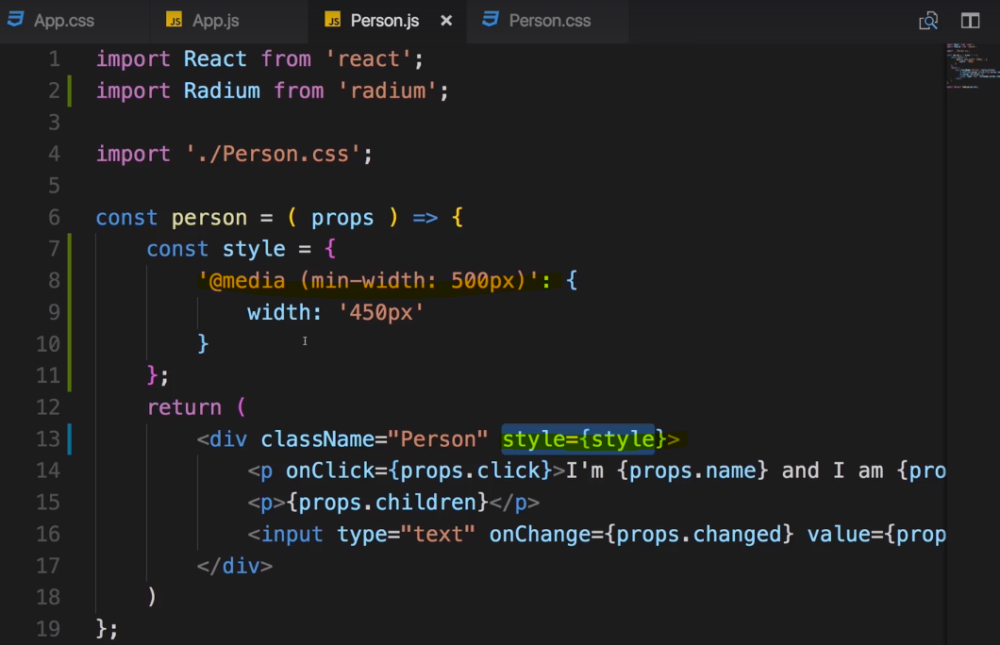 App.css JS App.js JS Person.js × Person.css
1 import React from 'react';
2 import Radium from 'radium';
3
4 import './Person.css';
5
6 const person = ( props ) => {
7 const style = {
8 '@media (min-width: 500px)': {
9 width: '450px'
10 }
11 };
12 return (
13 <div className="Person" style={style}>
14 <p onClick={props.click}>I'm {props.name} and I am {pro
15 <p>{props.children}</p>
16 <input type="text" onChange={props.changed} value={prop
17 </div>
18 )
19 };